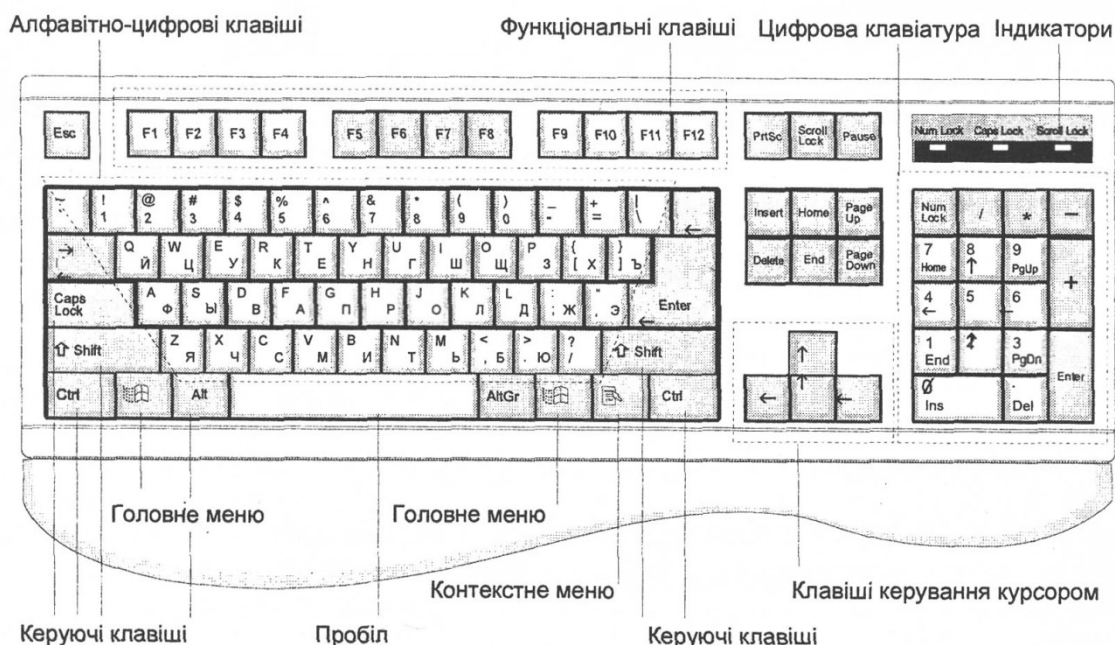 Алфавітно-цифрові клавіші Функціональні клавіші Цифрова клавіатура Індикатори
Esc F1 F2 F3 F4 F5 F6 F7 F8 F9 F10 F11 F12 PrtSc Scroll Lock Pause Num Lock Caps Lock Scroll Lock
~ ! 1 @ 2 # 3 $ 4 % 5 ^ 6 & 7 * 8 ( 9 ) 0 _ - + = | \ ← Insert Home Page Up Num Lock / * −
→ ← Q Й W Ц E У R К T Е Y Н U Г I Ш O Щ P З { [ Х } ] Ъ Delete End Page Down 7 Home 8 ↑ 9 PgUp +
Caps Lock A Ф S Ы D В F А G П H Р J О K Л L Д : ; Ж " , Э ← Enter 4 ← 5 6 ←
⇧ Shift Z Я X Ч C С V М B И N Т M Ь < , Б > . Ю ? / ⇧ Shift ↑ 1 End 3 PgDn Enter
Ctrl Alt AltGr Ctrl ← ↑ ← 0 Ins . Del
Головне меню Головне меню
Контекстне меню Клавіші керування курсором
Керуючі клавіші Пробіл Керуючі клавіші